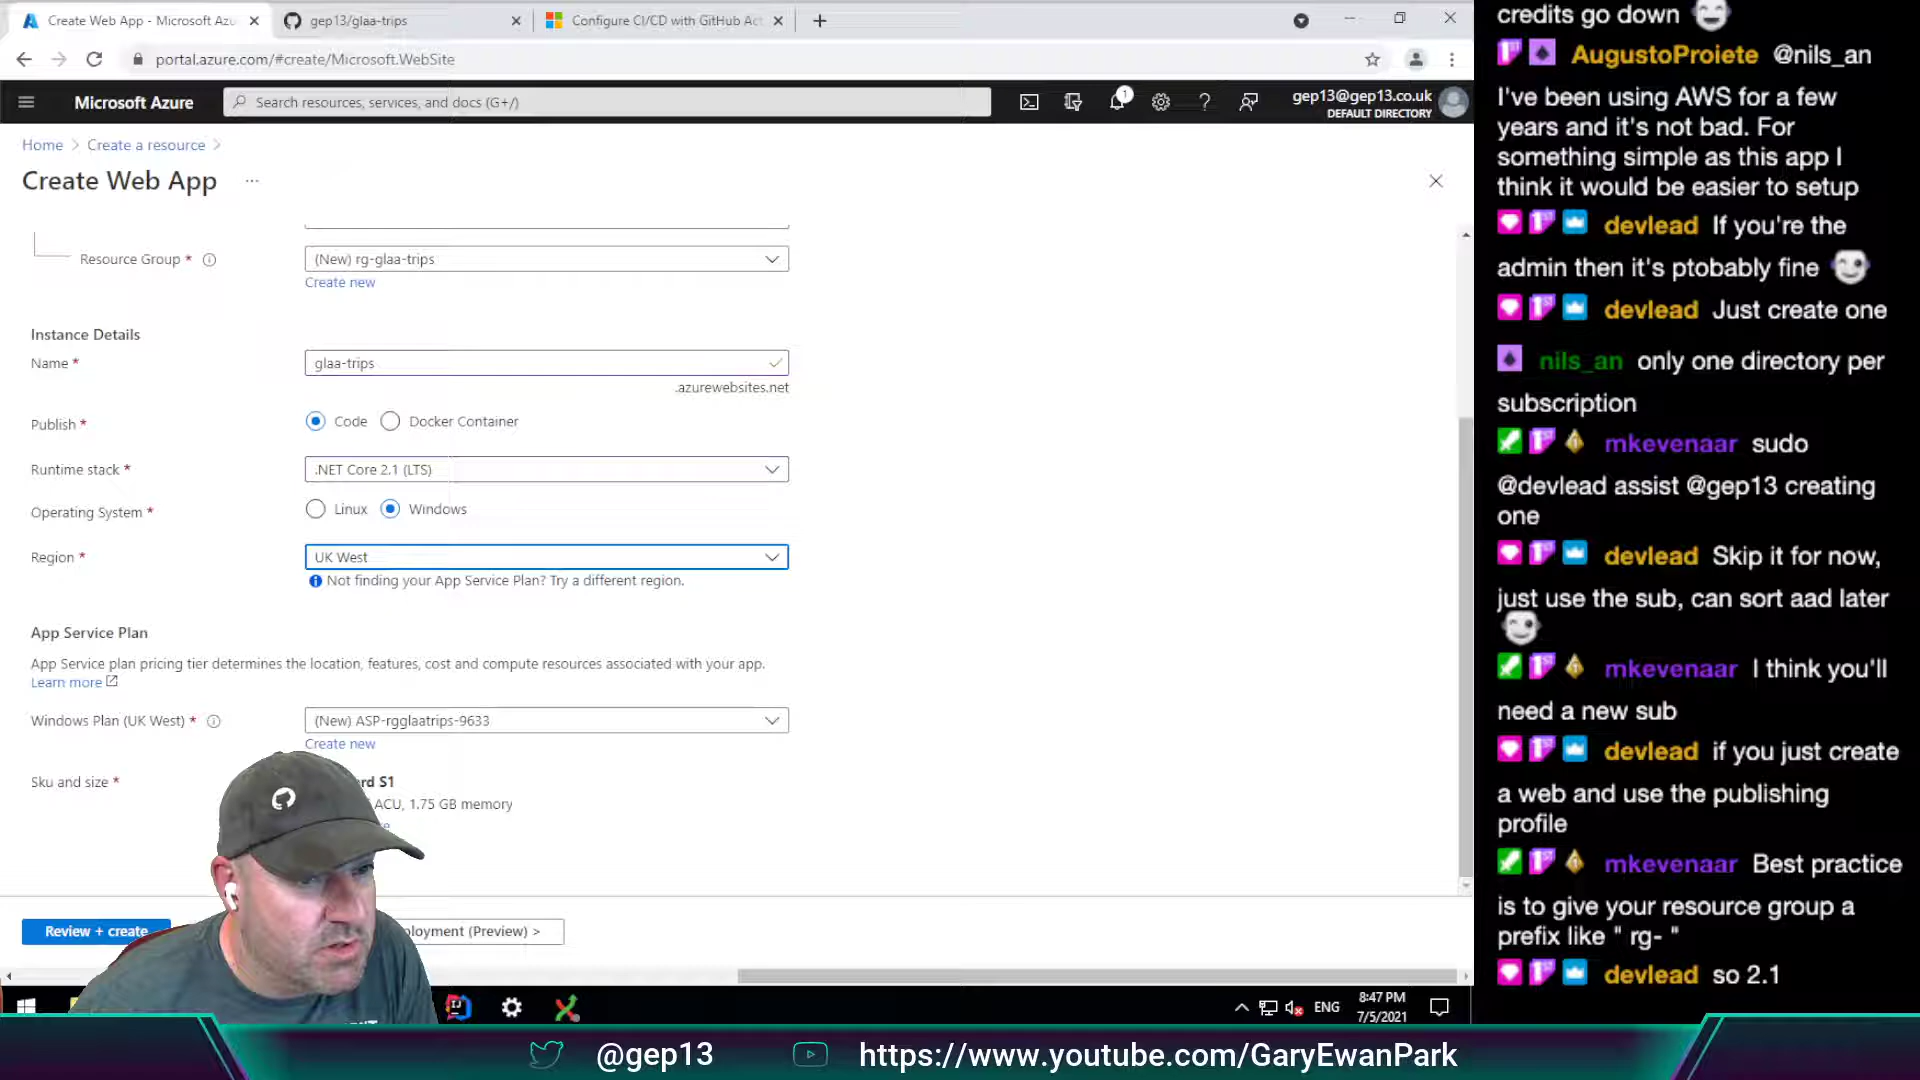 Create Web App - Microsoft Azu
gep13/glaa-trips
Configure CI/CD with GitHub Act
portal.azure.com/#create/Microsoft.WebSite
Microsoft Azure
Search resources, services, and docs (G+/)
1
gep13@gep13.co.uk
DEFAULT DIRECTORY
Home > Create a resource >
Create Web App ...
Resource Group *
(New) rg-glaa-trips
Create new
Instance Details
Name *
glaa-trips
.azurewebsites.net
Publish *
Code
Docker Container
Runtime stack *
.NET Core 2.1 (LTS)
Operating System *
Linux
Windows
Region *
UK West
Not finding your App Service Plan? Try a different region.
App Service Plan
App Service plan pricing tier determines the location, features, cost and compute resources associated with your app.
Learn more
Windows Plan (UK West) *
(New) ASP-rgglaatrips-9633
Create new
Sku and size *
rd S1
ACU, 1.75 GB memory
Review + create
ployment (Preview) >
ENG
8:47 PM
7/5/2021
credits go down
AugustoProiete @nils_an
I've been using AWS for a few
years and it's not bad. For
something simple as this app I
think it would be easier to setup
devlead If you're the
admin then it's ptobably fine
devlead Just create one
nils_an only one directory per
subscription
mkevenaar sudo
@devlead assist @gep13 creating
one
devlead Skip it for now,
just use the sub, can sort aad later
mkevenaar I think you'll
need a new sub
devlead if you just create
a web and use the publishing
profile
mkevenaar Best practice
is to give your resource group a
prefix like " rg- "
devlead so 2.1
@gep13
https://www.youtube.com/GaryEwanPark